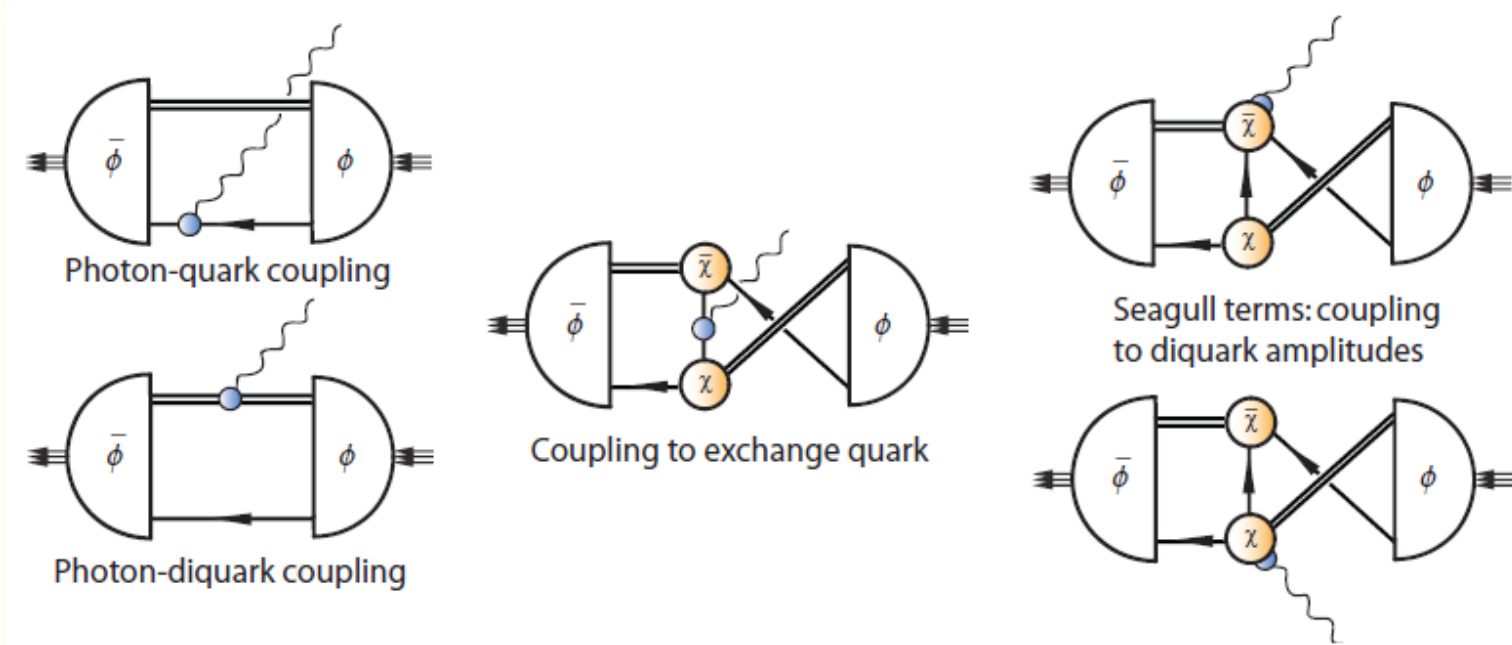 ϕ̄
ϕ
Photon-quark coupling
ϕ̄
ϕ
Photon-diquark coupling
ϕ̄
χ̄
χ
ϕ
Coupling to exchange quark
ϕ̄
χ̄
χ
ϕ
Seagull terms: coupling
to diquark amplitudes
ϕ̄
χ̄
χ
ϕ